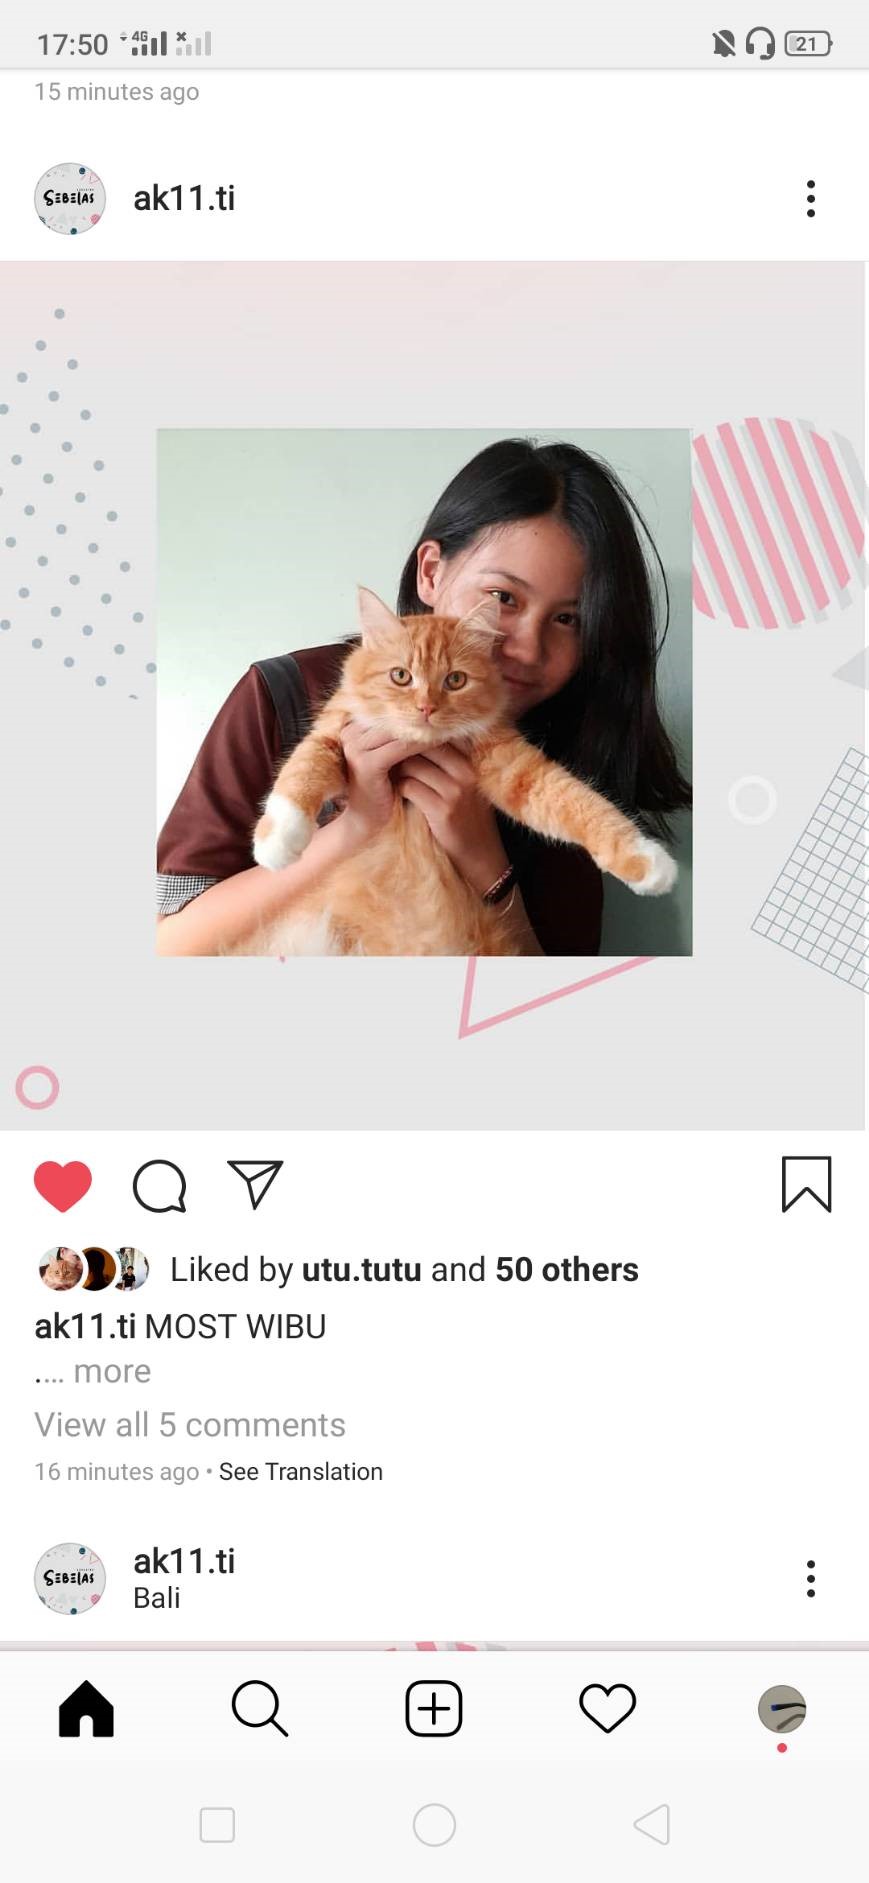 17:50 4G 21
15 minutes ago
SEBELAS ak11.ti
Liked by utu.tutu and 50 others
ak11.ti MOST WIBU
.... more
View all 5 comments
16 minutes ago • See Translation
ak11.ti
SEBELAS
Bali